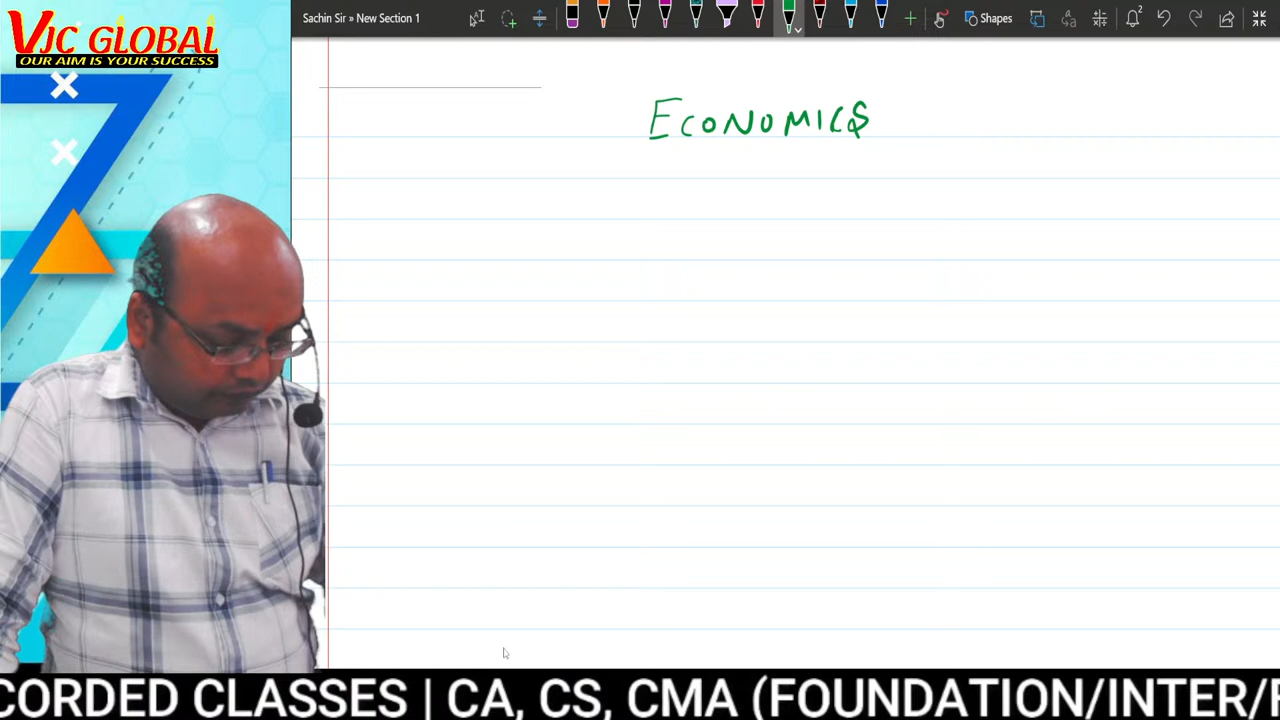 VJC GLOBAL
OUR AIM IS YOUR SUCCESS
Sachin Sir » New Section 1
Shapes
2
ECONOMICS
CORDED CLASSES | CA, CS, CMA (FOUNDATION/INTER/F